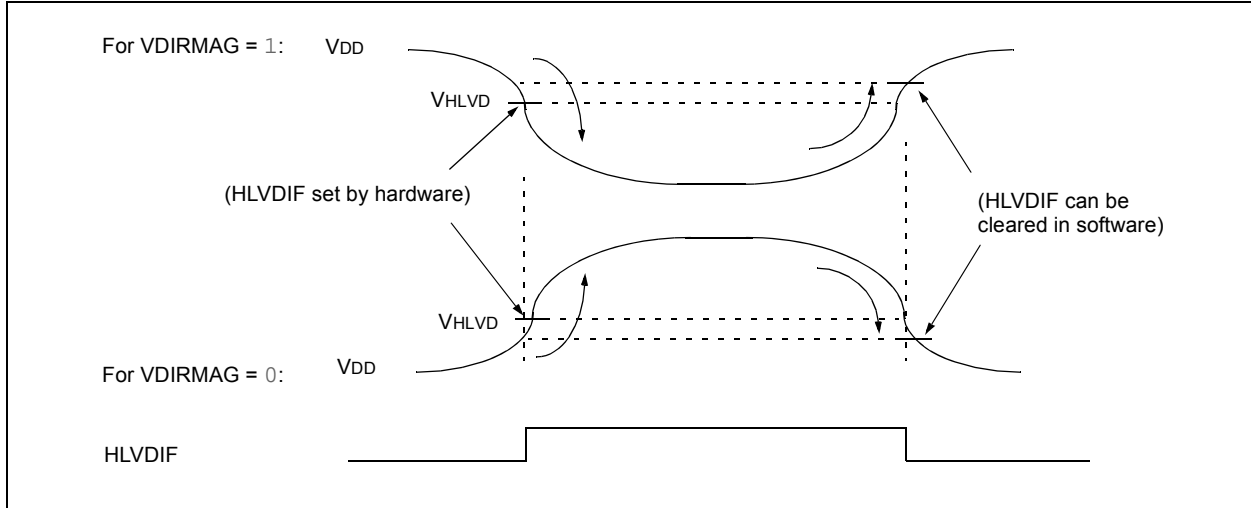 For VDIRMAG = 1: VDD
VHLVD
(HLVDIF set by hardware)
(HLVDIF can be
cleared in software)
VHLVD
For VDIRMAG = 0: VDD
HLVDIF